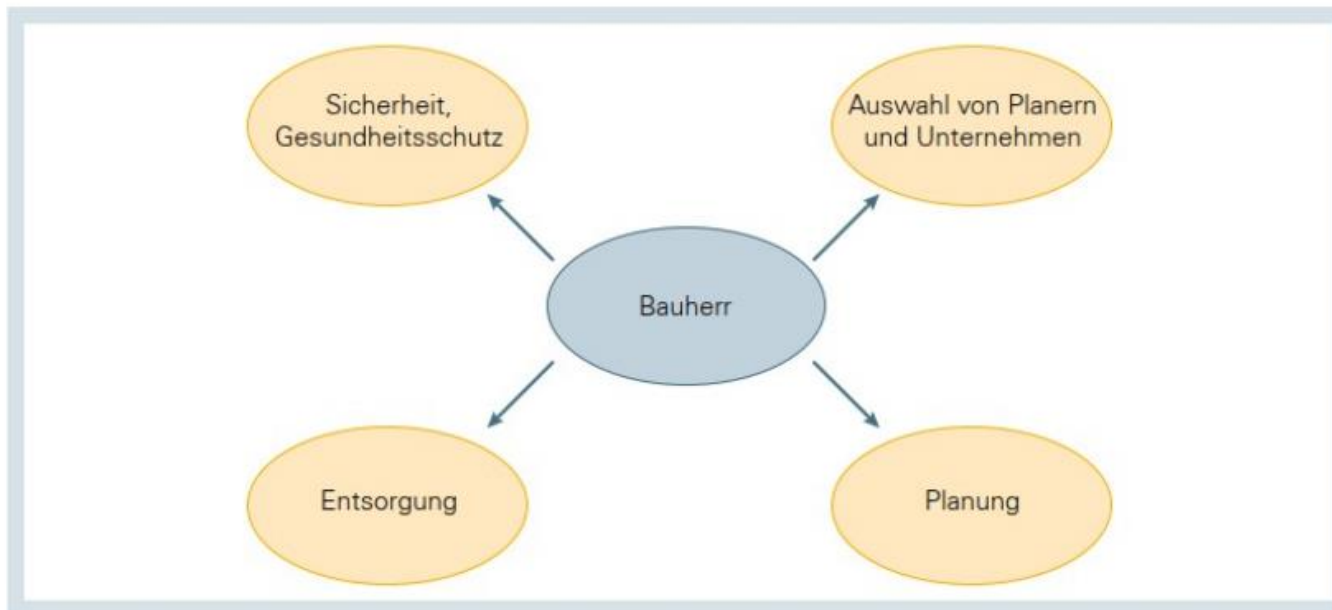 Sicherheit,
Gesundheitsschutz
Auswahl von Planern
und Unternehmen
Bauherr
Entsorgung
Planung